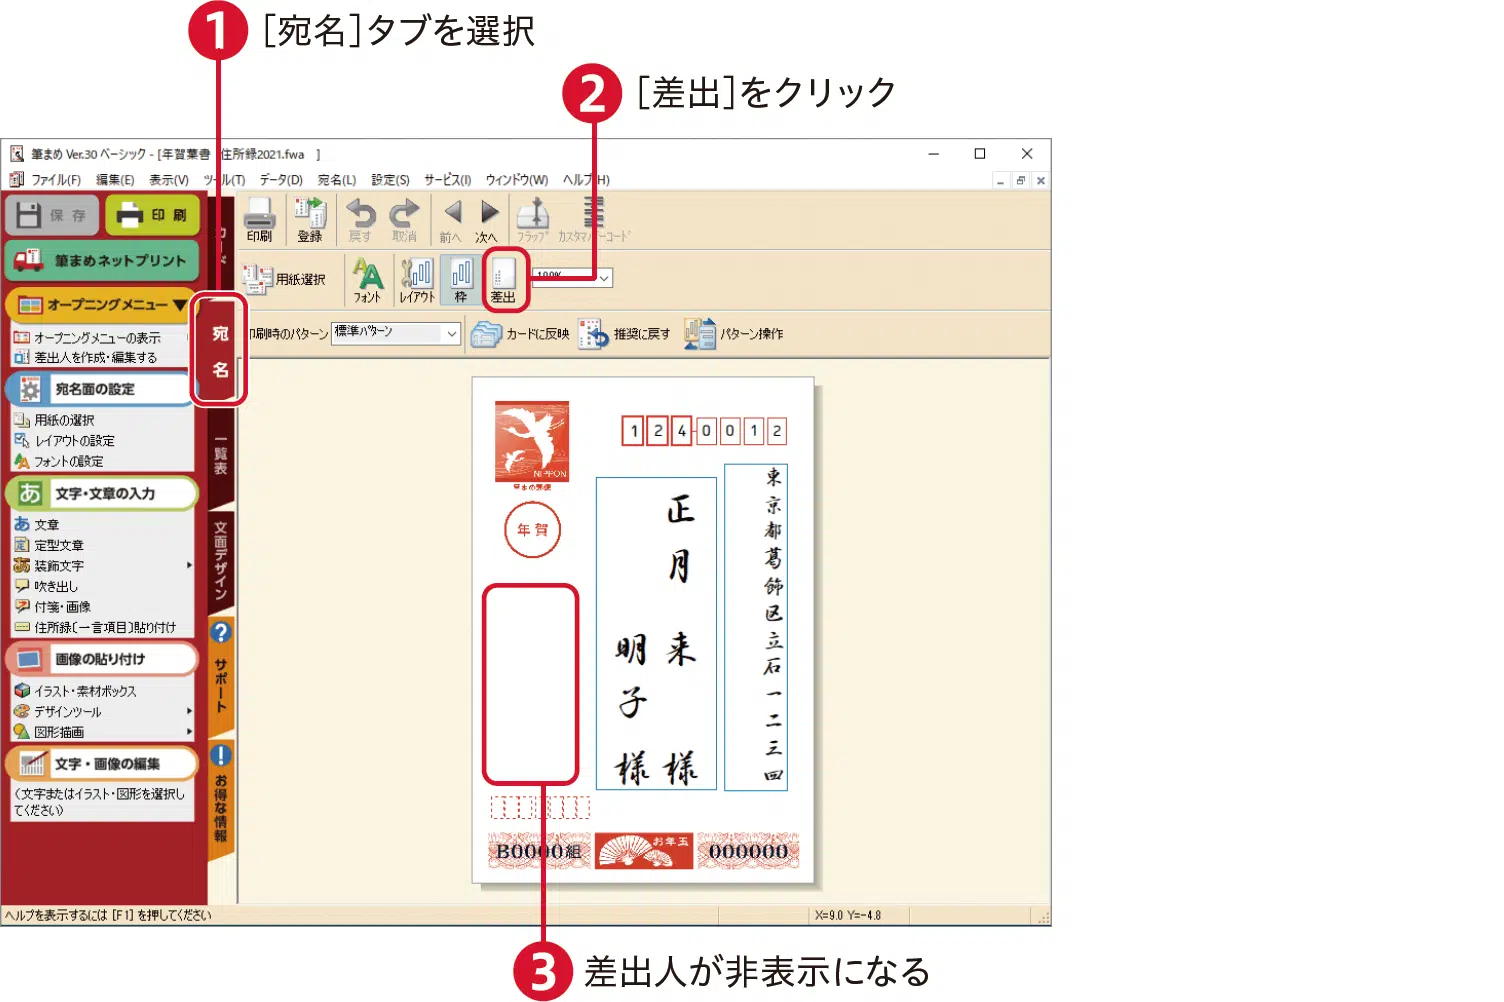 1 [宛名]タブを選択
2 [差出]をクリック
筆まめ Ver.30 ベーシック - [年賀葉書 住所録2021.fwa ]
ファイル(F) 編集(E) 表示(V) ツール(T) データ(D) 宛名(L) 設定(S) サービス(I) ウィンドウ(W) ヘルプ(H)
保存 印刷
印刷 登録 戻す 取消 前へ 次へ フラップ カスタマバーコード
筆まめネットプリント
用紙選択 フォント レイアウト 枠 差出 100%
オープニングメニュー▼
オープニングメニューの表示
差出人を作成・編集する
印刷時のパターン 標準パターン カードに反映 推奨に戻す パターン操作
宛名
宛名面の設定
用紙の選択
レイアウトの設定
フォントの設定
文字・文章の入力
あ 文章
定型文章
装飾文字
吹き出し
付箋・画像
住所録[一言項目]貼り付け
画像の貼り付け
イラスト・素材ボックス
デザインツール
図形描画
文字・画像の編集
〈文字またはイラスト・図形を選択し
てください〉
一覧表
文面デザイン
? サポート
! お得な情報
NIPPON
日本の郵便
年賀
1240012
東京都葛飾区立石一二三四
正月 来 様
明子 様
B0000組 お年玉 000000
ヘルプを表示するには [F1] を押してください
X=9.0 Y=-4.8
3 差出人が非表示になる